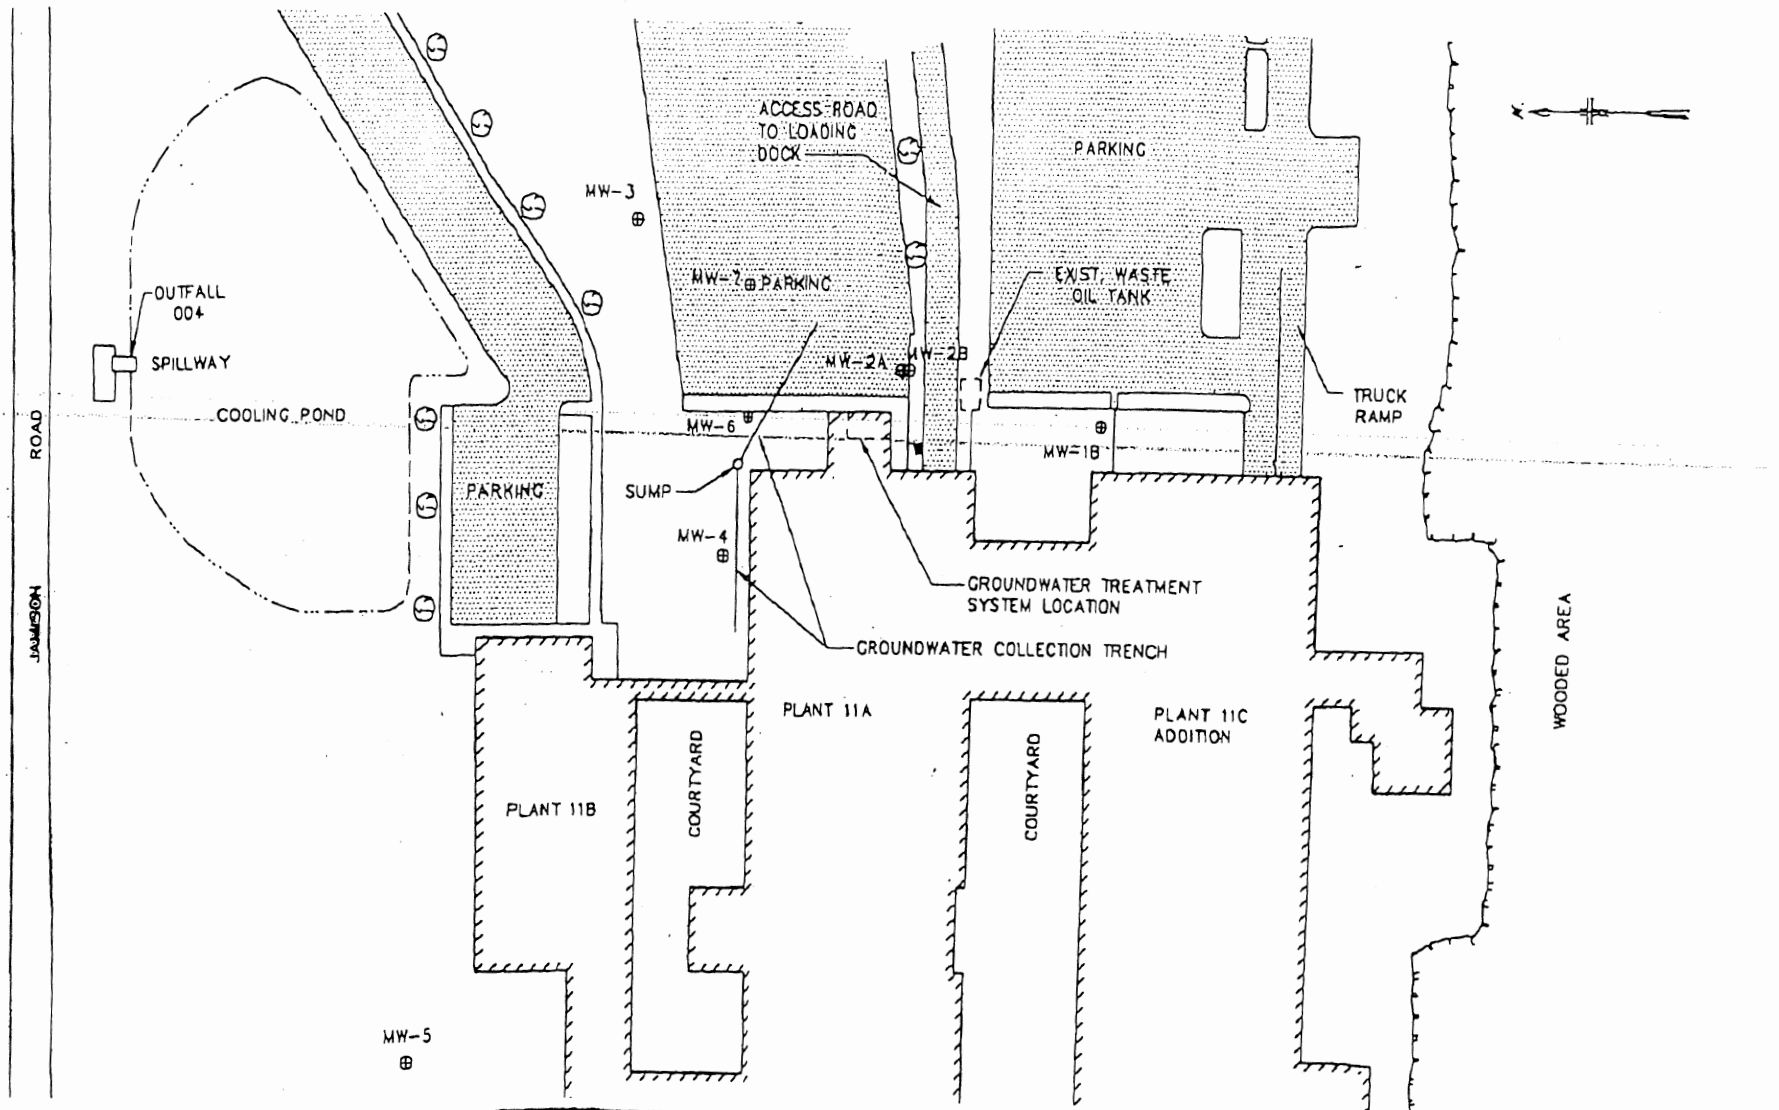 ACCESS ROAD
TO LOADING
DOCK
PARKING
N
MW-3
MW-7
PARKING
EXIST. WASTE
OIL TANK
OUTFALL
004
SPILLWAY
MW-2A
MW-2B
TRUCK
RAMP
COOLING POND
MW-6
MW-1B
PARKING
SUMP
MW-4
GROUNDWATER TREATMENT
SYSTEM LOCATION
GROUNDWATER COLLECTION TRENCH
JAMISON ROAD
WOODED AREA
PLANT 11A
PLANT 11C
ADDITION
COURTYARD
COURTYARD
PLANT 11B
MW-5